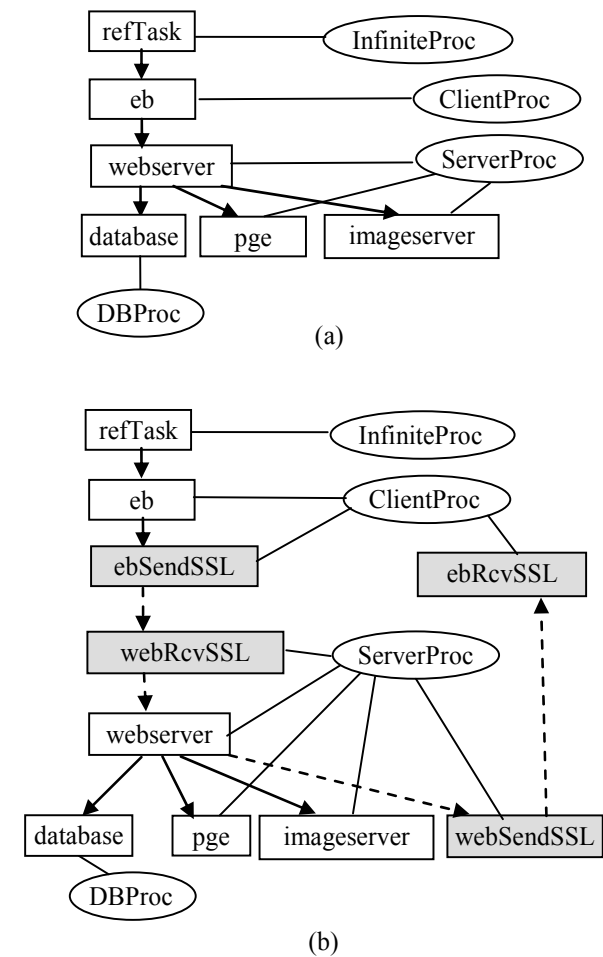 refTask
InfiniteProc
eb
ClientProc
webserver
ServerProc
database
pge
imageserver
DBProc
(a)
refTask
InfiniteProc
eb
ClientProc
ebSendSSL
ebRcvSSL
webRcvSSL
ServerProc
webserver
database
pge
imageserver
webSendSSL
DBProc
(b)